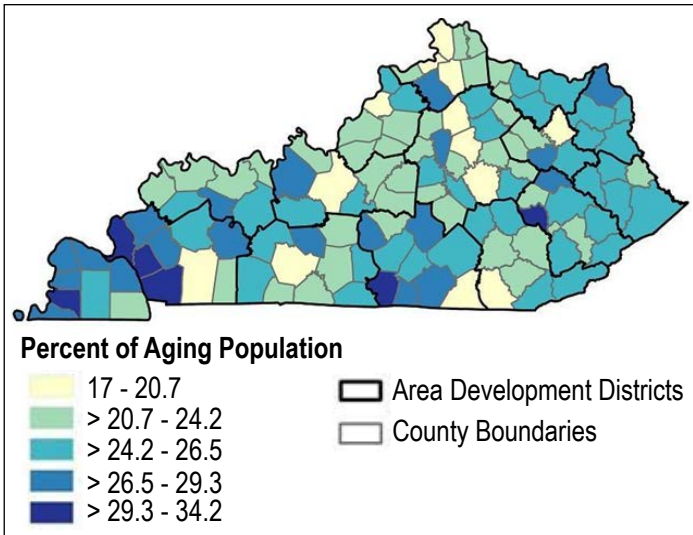 Percent of Aging Population
17 - 20.7
> 20.7 - 24.2
> 24.2 - 26.5
> 26.5 - 29.3
> 29.3 - 34.2
Area Development Districts
County Boundaries